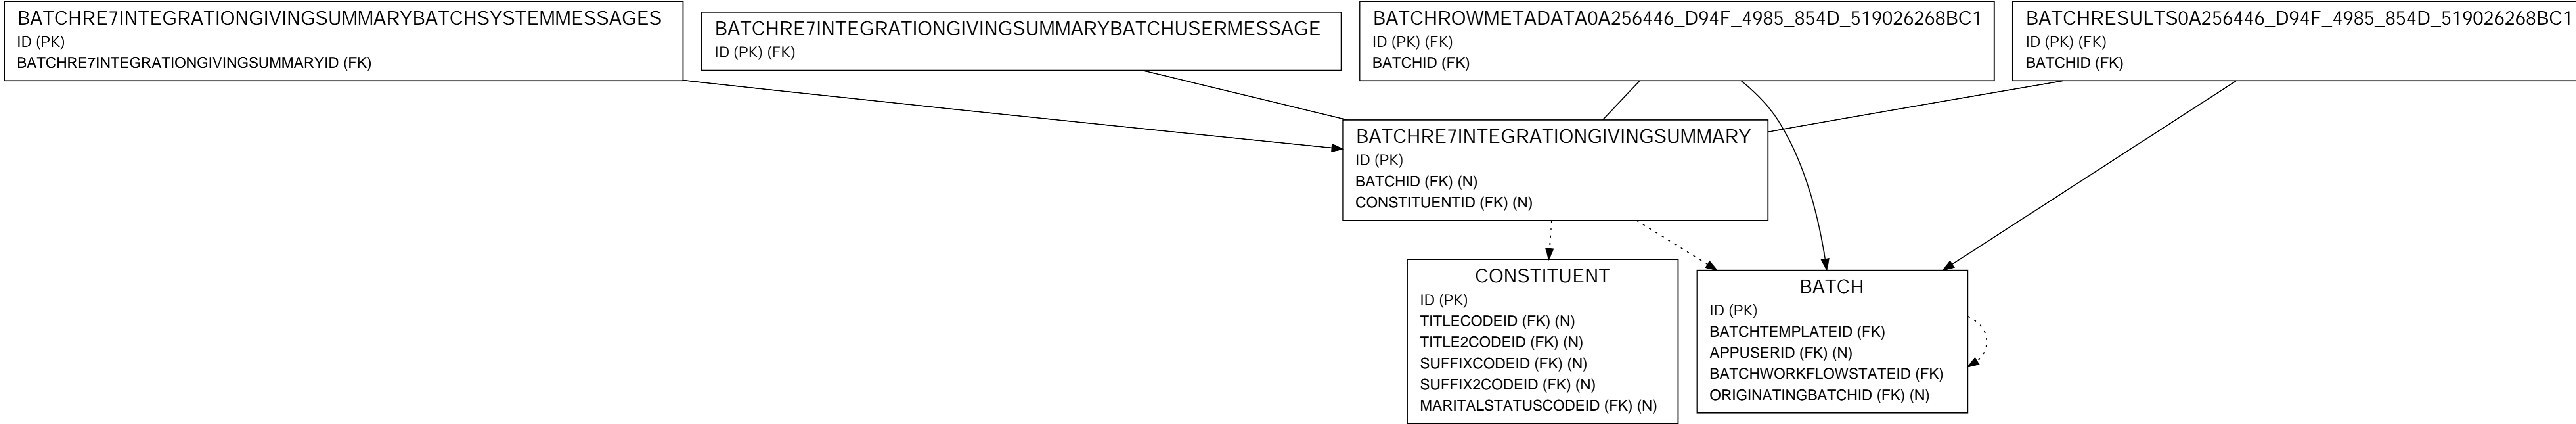 BATCHRE7INTEGRATIONGIVINGSUMMARYBATCHSYSTEMMESSAGES
ID (PK)
BATCHRE7INTEGRATIONGIVINGSUMMARYID (FK)
BATCHRE7INTEGRATIONGIVINGSUMMARYBATCHUSERMESSAGE
ID (PK) (FK)
BATCHROWMETADATA0A256446_D94F_4985_854D_519026268BC1
ID (PK) (FK)
BATCHID (FK)
BATCHRESULTS0A256446_D94F_4985_854D_519026268BC1
ID (PK) (FK)
BATCHID (FK)
BATCHRE7INTEGRATIONGIVINGSUMMARY
ID (PK)
BATCHID (FK) (N)
CONSTITUENTID (FK) (N)
CONSTITUENT
ID (PK)
TITLECODEID (FK) (N)
TITLE2CODEID (FK) (N)
SUFFIXCODEID (FK) (N)
SUFFIX2CODEID (FK) (N)
MARITALSTATUSCODEID (FK) (N)
BATCH
ID (PK)
BATCHTEMPLATEID (FK)
APPUSERID (FK) (N)
BATCHWORKFLOWSTATEID (FK)
ORIGINATINGBATCHID (FK) (N)